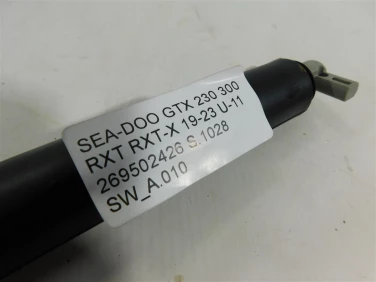 SEA-DOO GTX 230 300
RXT RXT-X 19-23 U-11
269502426 S.1028
SW_A.010